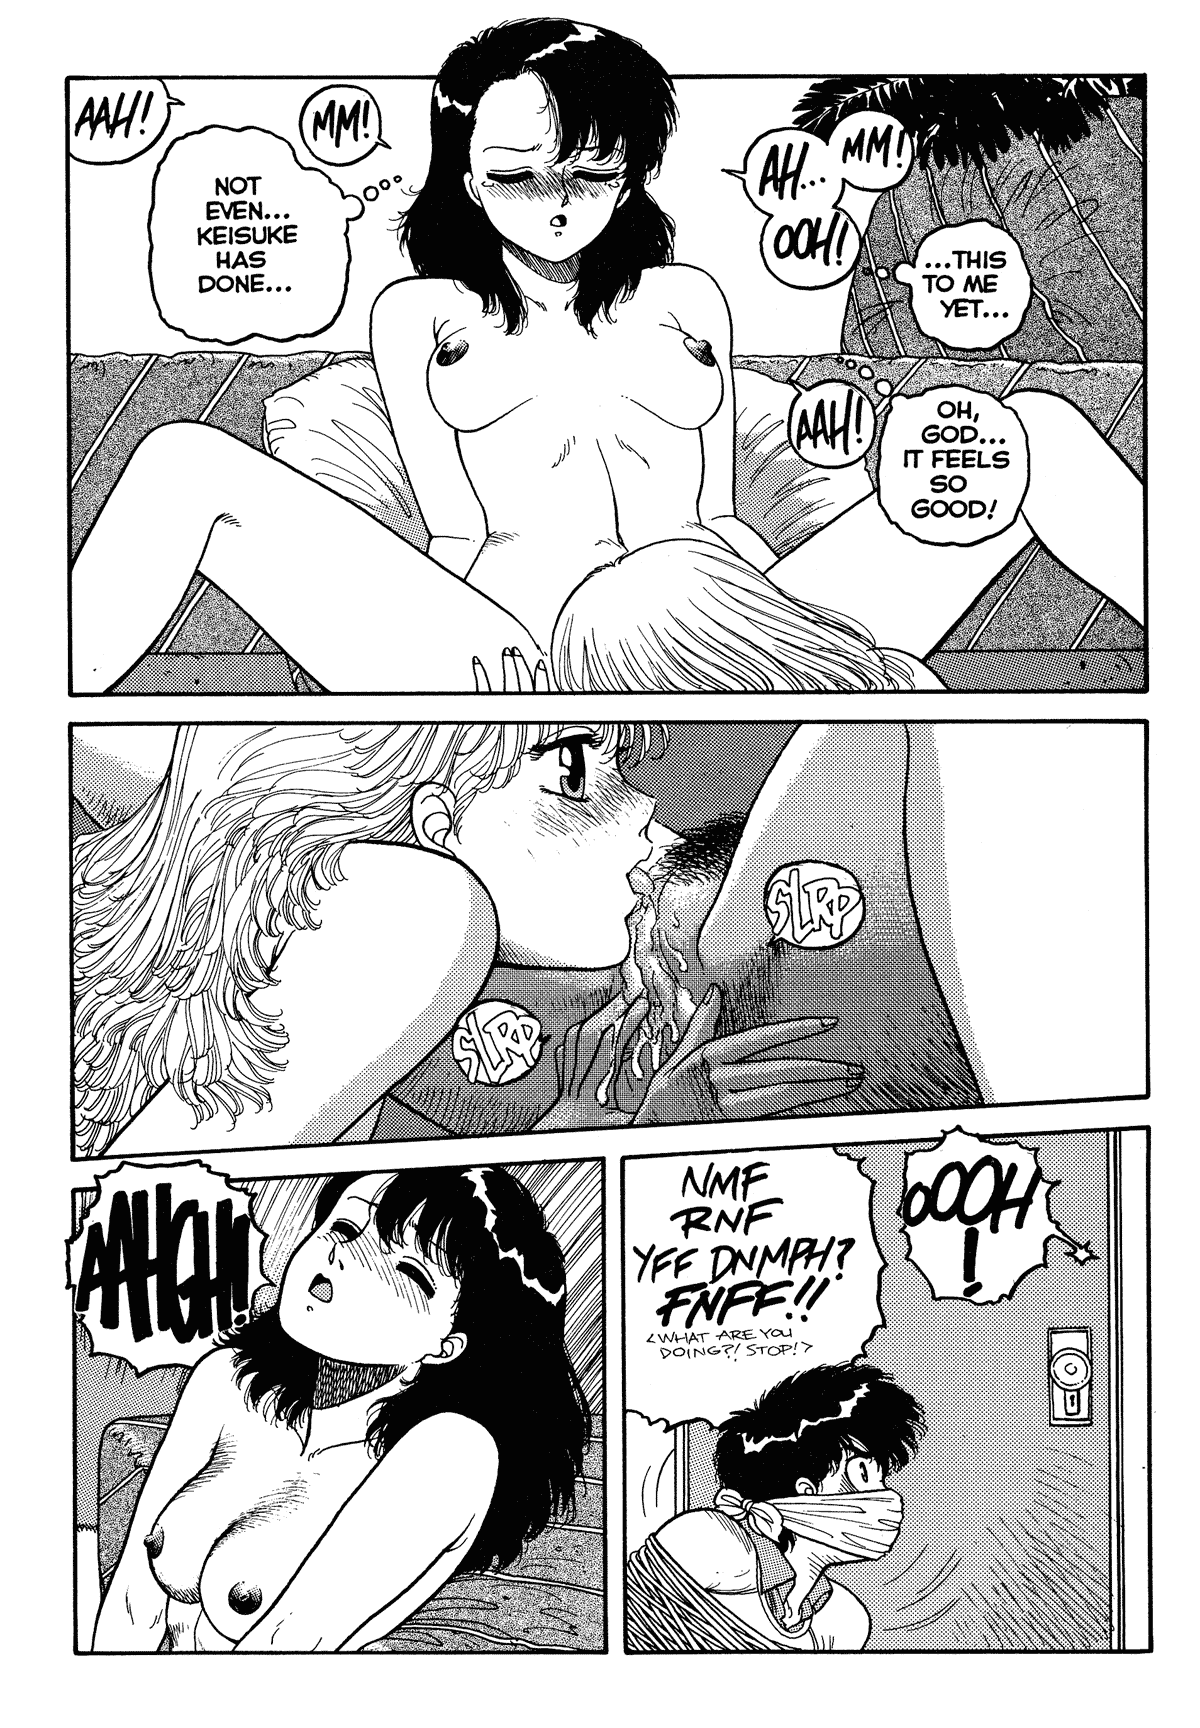 AAH!
MM!
NOT
EVEN...
KEISUKE
HAS
DONE...
AH...
MM!
OOH!
...THIS
TO ME
YET...
AAH!
OH,
GOD...
IT FEELS
SO
GOOD!
SLRP
SLRP
AAHGH!!
NMF
RNF
YFF DNMPH?
FNFF!!
<WHAT ARE YOU
DOING?! STOP!>
OOOH
!